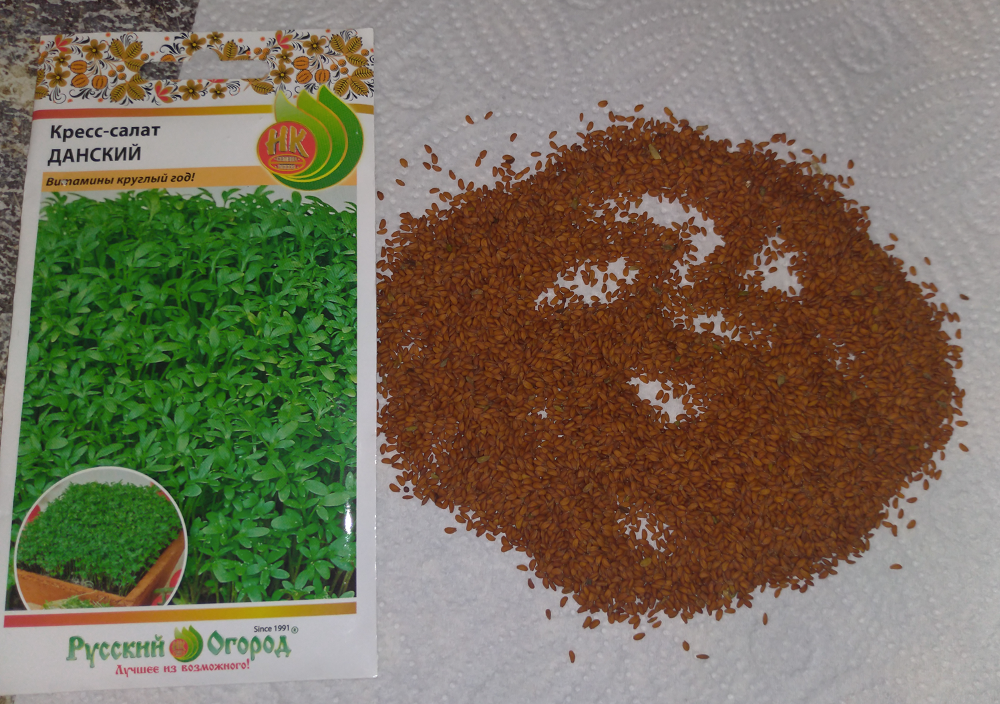 Кресс-салат
ДАНСКИЙ
НК
Витамины круглый год!
Since 1991
Русский Огород
Лучшее из возможного!